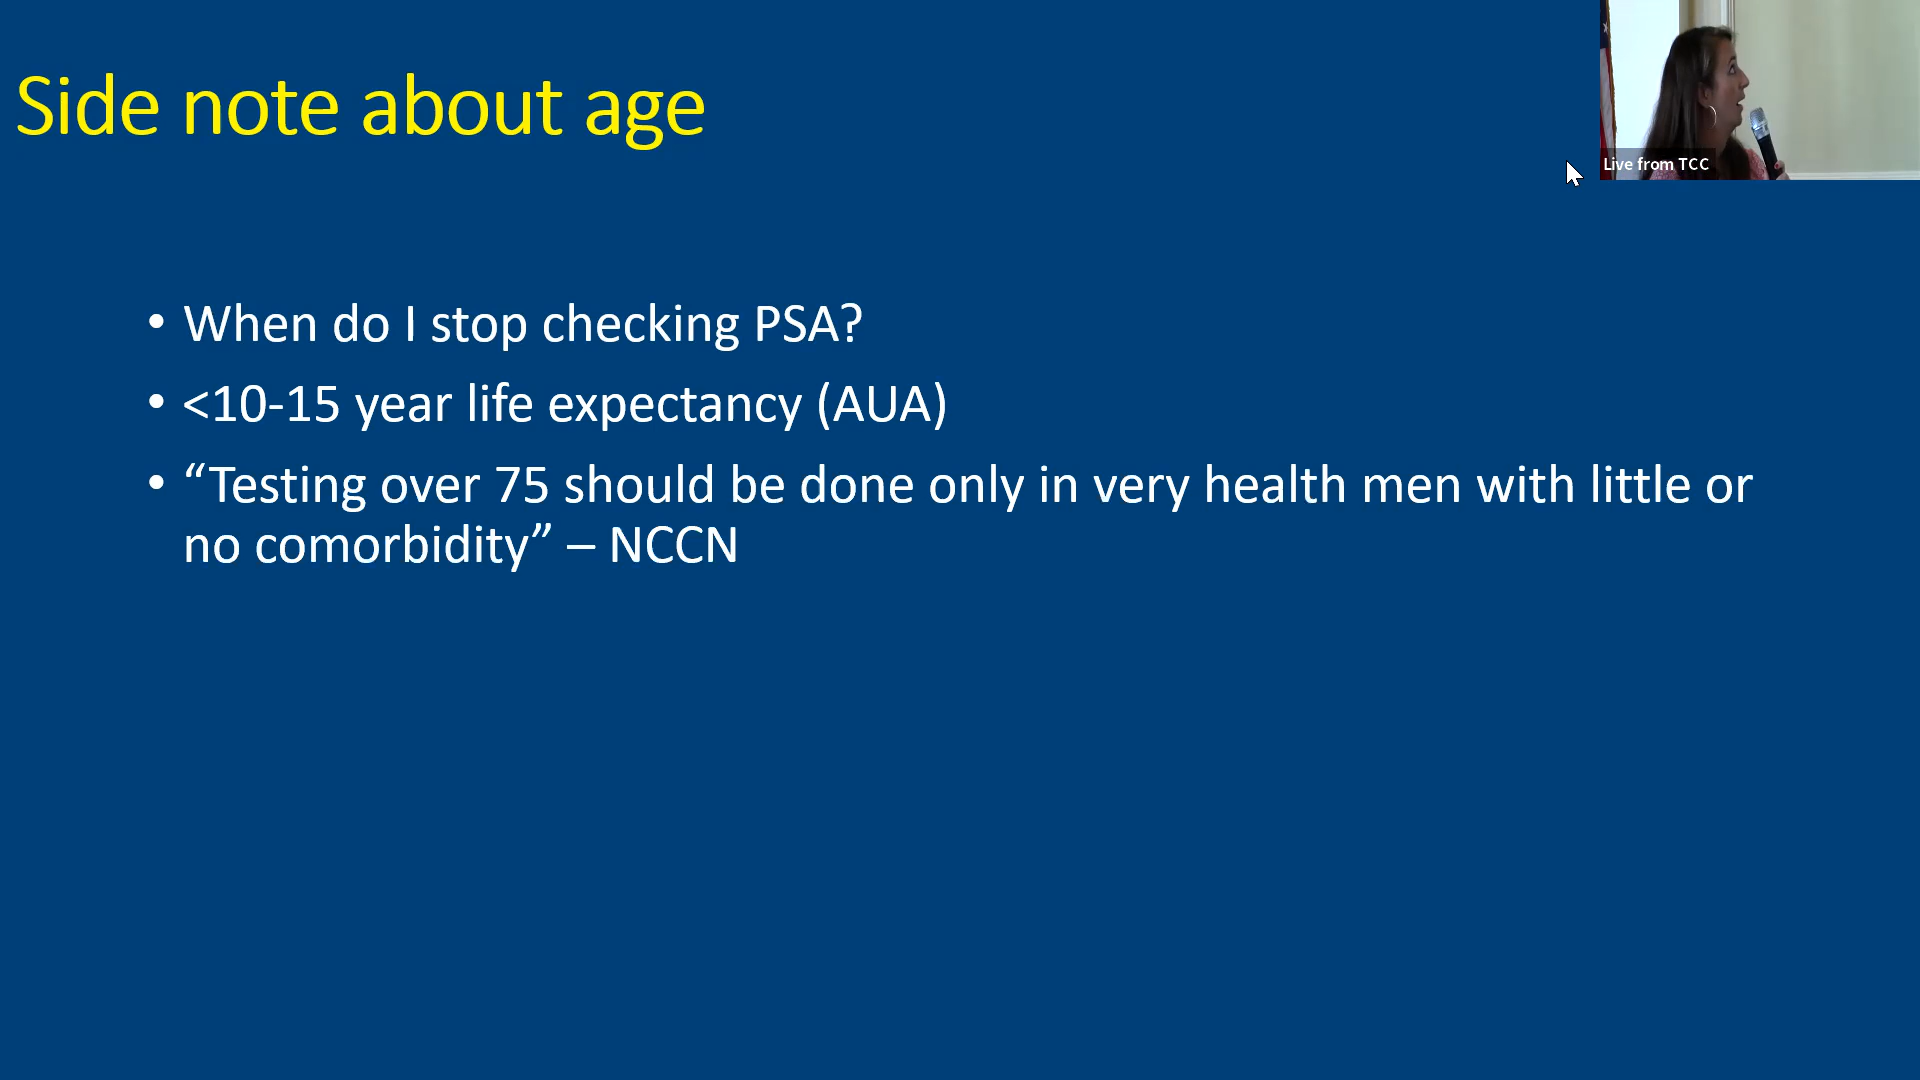 Side note about age
Live from TCC
• When do I stop checking PSA?
• <10-15 year life expectancy (AUA)
• “Testing over 75 should be done only in very health men with little or
no comorbidity” – NCCN